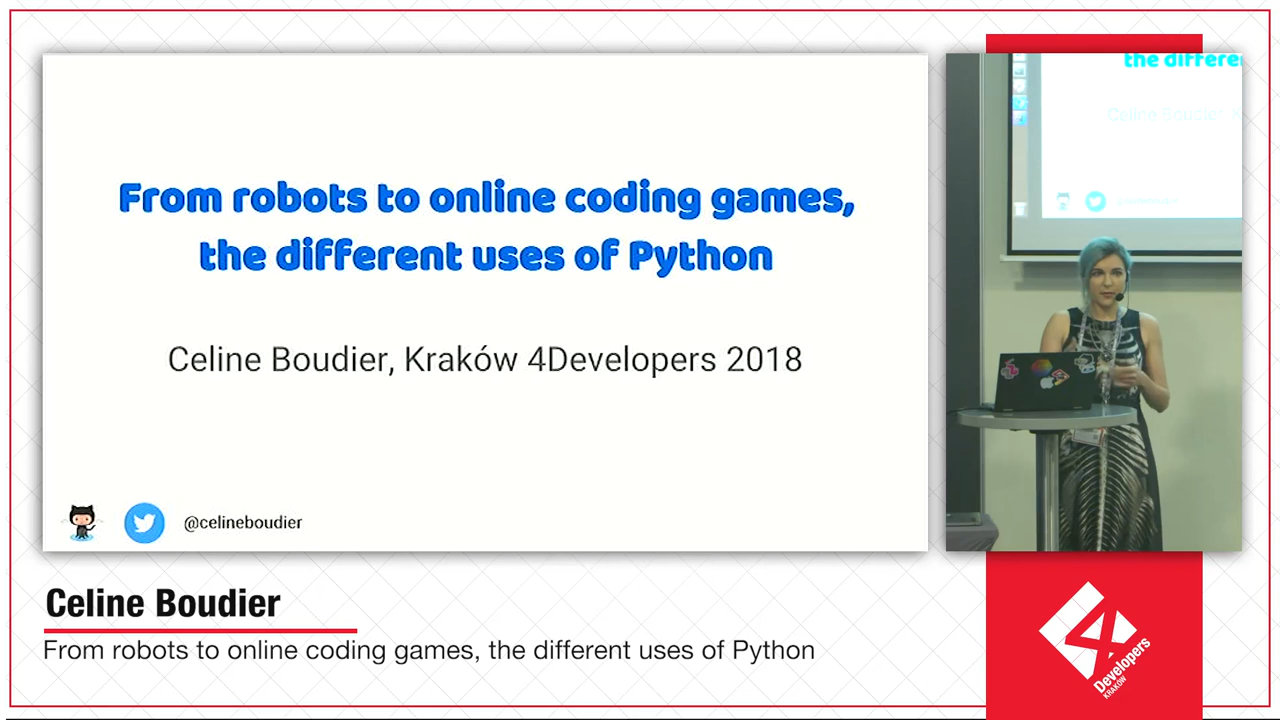 From robots to online coding games,
the different uses of Python
Celine Boudier, Kraków 4Developers 2018
@celineboudier
the differe
Celine Boudier, K
Celine Boudier
From robots to online coding games, the different uses of Python
4
Developers
KRAKÓW